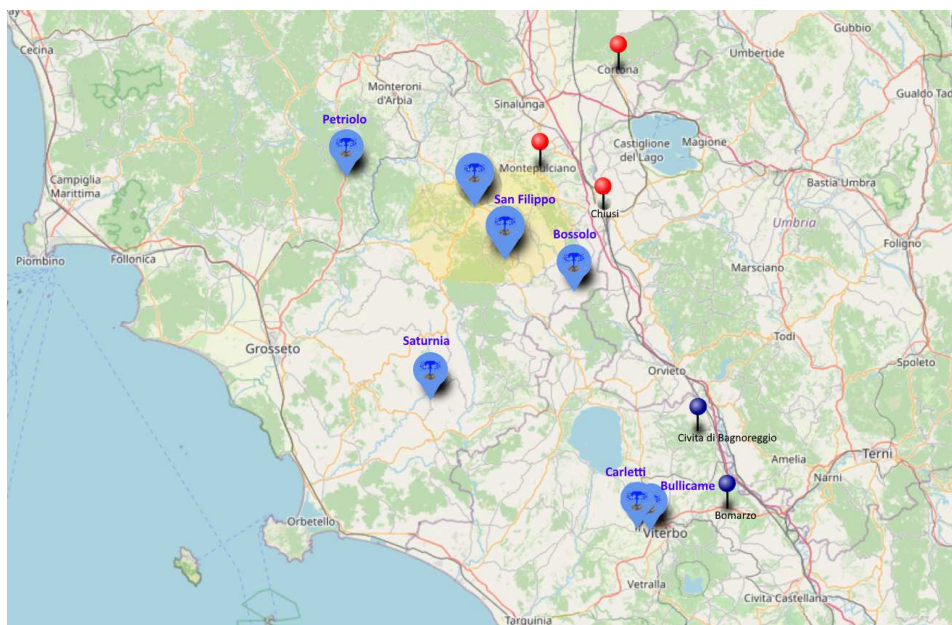 Gubbio
Cecina
Umbertide
Cortona
Monteroni
d'Arbia
Gualdo Tad
Sinalunga
Petriolo
Castiglione
del Lago
Magione
Montepulciano
Campiglia
Marittima
Bastia Umbra
San Filippo
Chiusi
Umbria
Bossolo
Foligno
Piombino
Follonica
Marsciano
Todi
Saturnia
Grosseto
Spoleto
Orvieto
Civita di Bagnoreggio
Terni
Amelia
Carletti
Narni
Bullicame
Bomarzo
Orbetello
Viterbo
Vetralla
Civita Castellana
Tarquinia